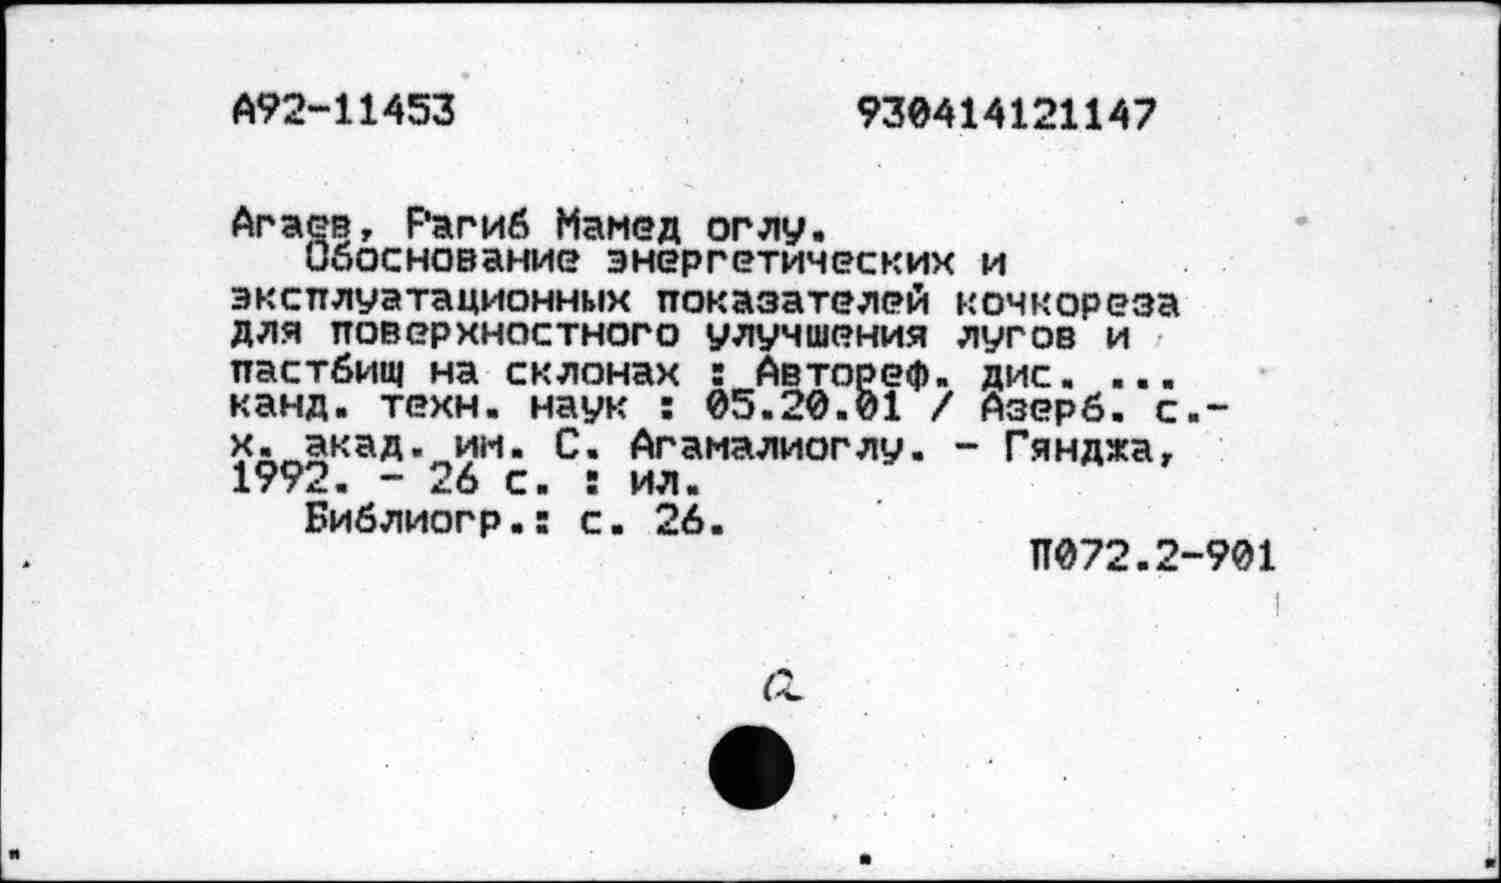 А92-11453 930414121147
Агаев, Рагиб Мамед оглу.
Обоснование энергетических и
эксплуатационных показателей кочкореза
для поверхностного улучшения лугов и
пастбищ на склонах : Автореф. дис. ...
канд. техн. наук : 05.20.01 / Азерб. с.-
х. акад. им. С. Агамалиоглу. - Гянджа,
1992. - 26 с. : ил.
Библиогр.: с. 26.
П072.2-901
а